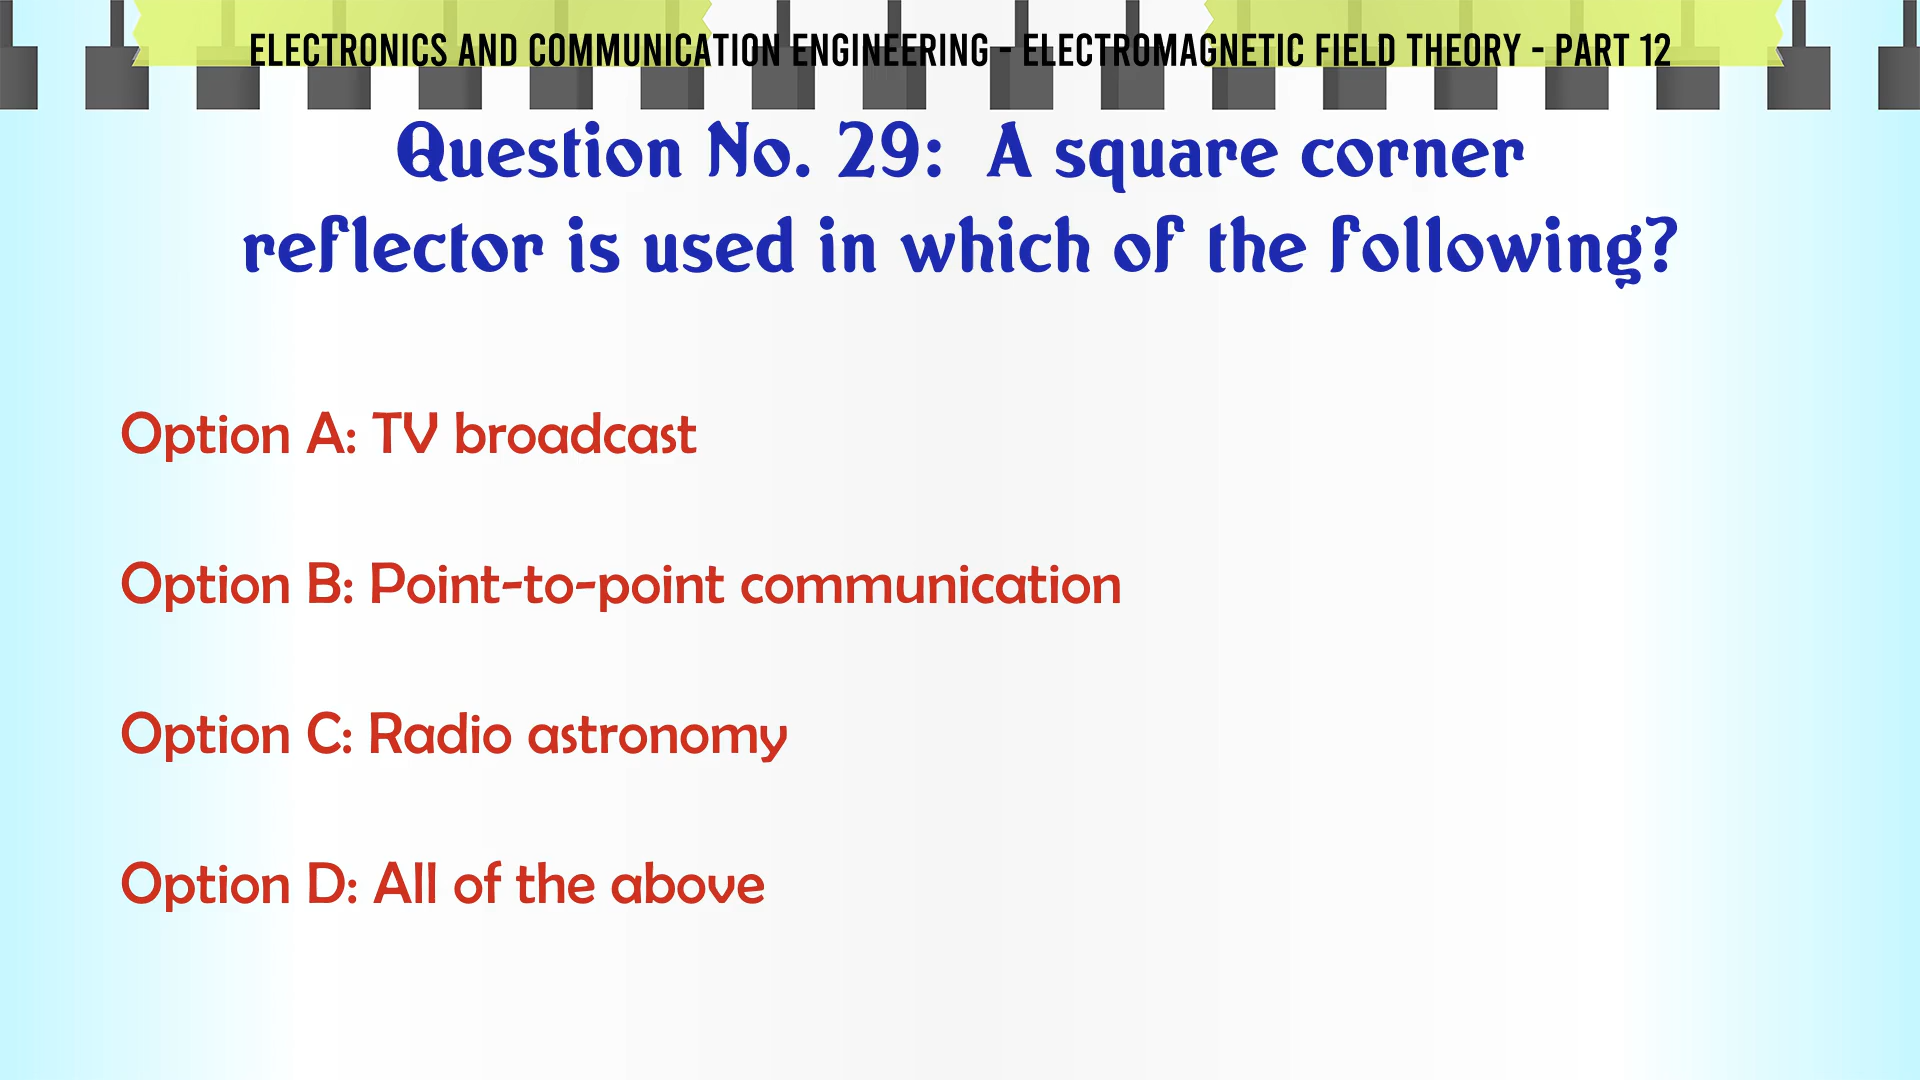 ELECTRONICS AND COMMUNICATION ENGINEERING - ELECTROMAGNETIC FIELD THEORY - PART 12
Question No. 29: A square corner
reflector is used in which of the following?
Option A: TV broadcast
Option B: Point-to-point communication
Option C: Radio astronomy
Option D: All of the above